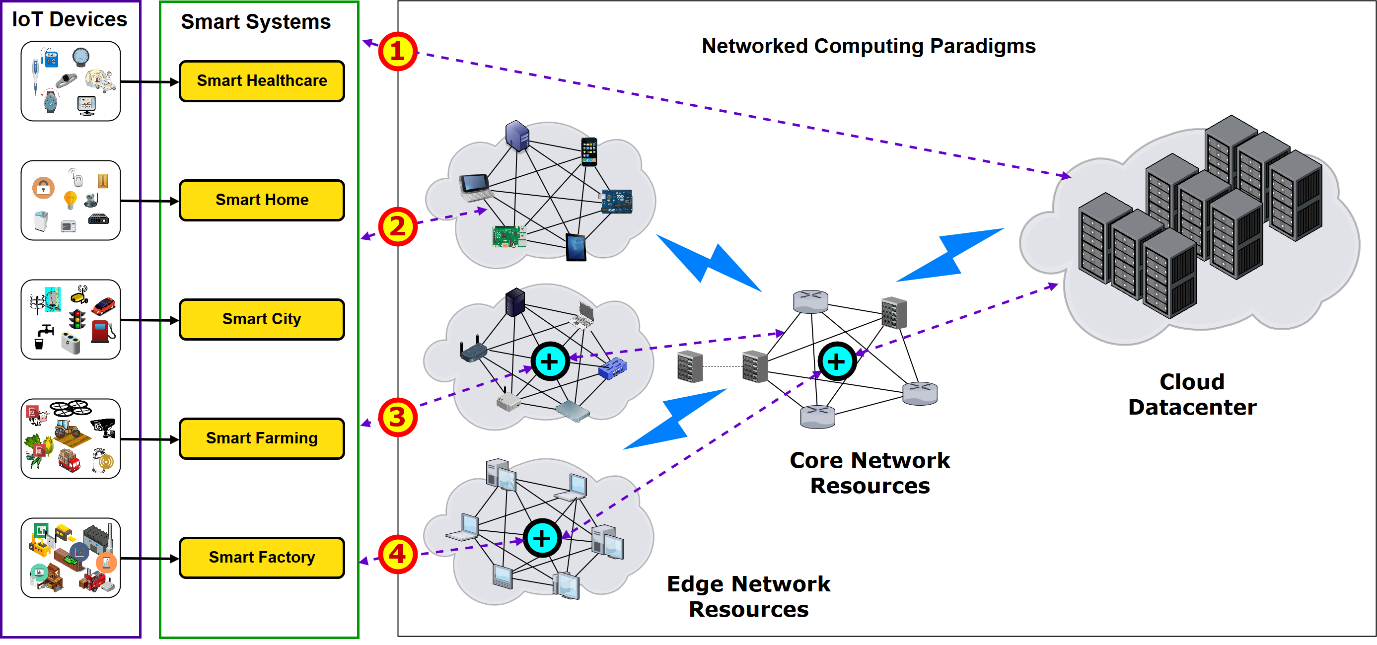 IoT Devices
Smart Systems
Networked Computing Paradigms
1
Smart Healthcare
Smart Home
2
Smart City
3
Smart Farming
4
Smart Factory
Cloud
Datacenter
Core Network
Resources
Edge Network
Resources